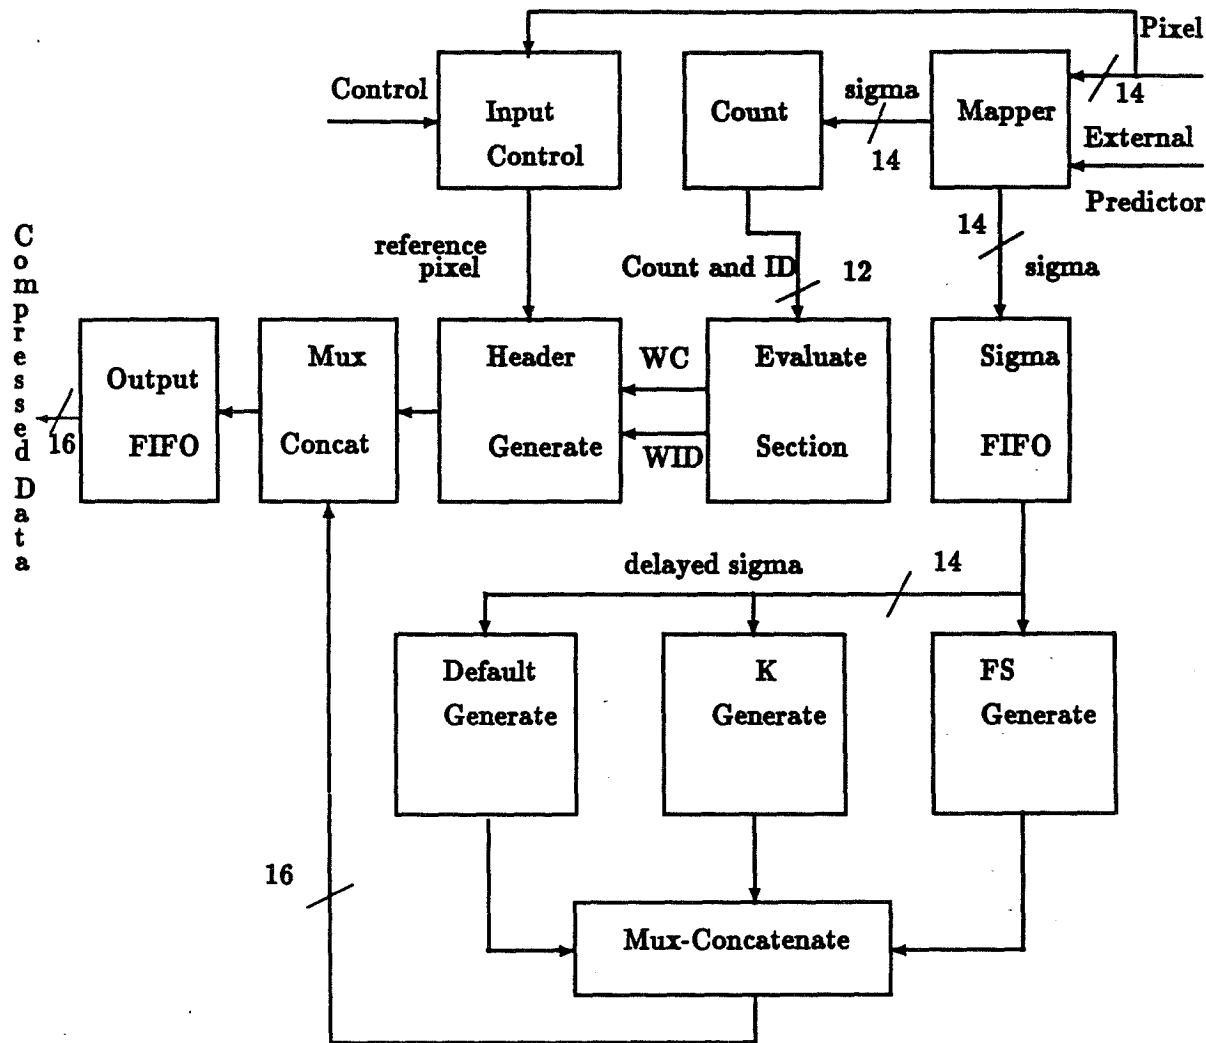 Pixel
14
Control
Input
Control
Count
sigma
14
Mapper
External
Predictor
reference
pixel
Count and ID
12
14
sigma
Compressed Data
16
Output
FIFO
Mux
Concat
Header
Generate
WC
WID
Evaluate
Section
Sigma
FIFO
delayed sigma
14
Default
Generate
K
Generate
FS
Generate
16
Mux-Concatenate